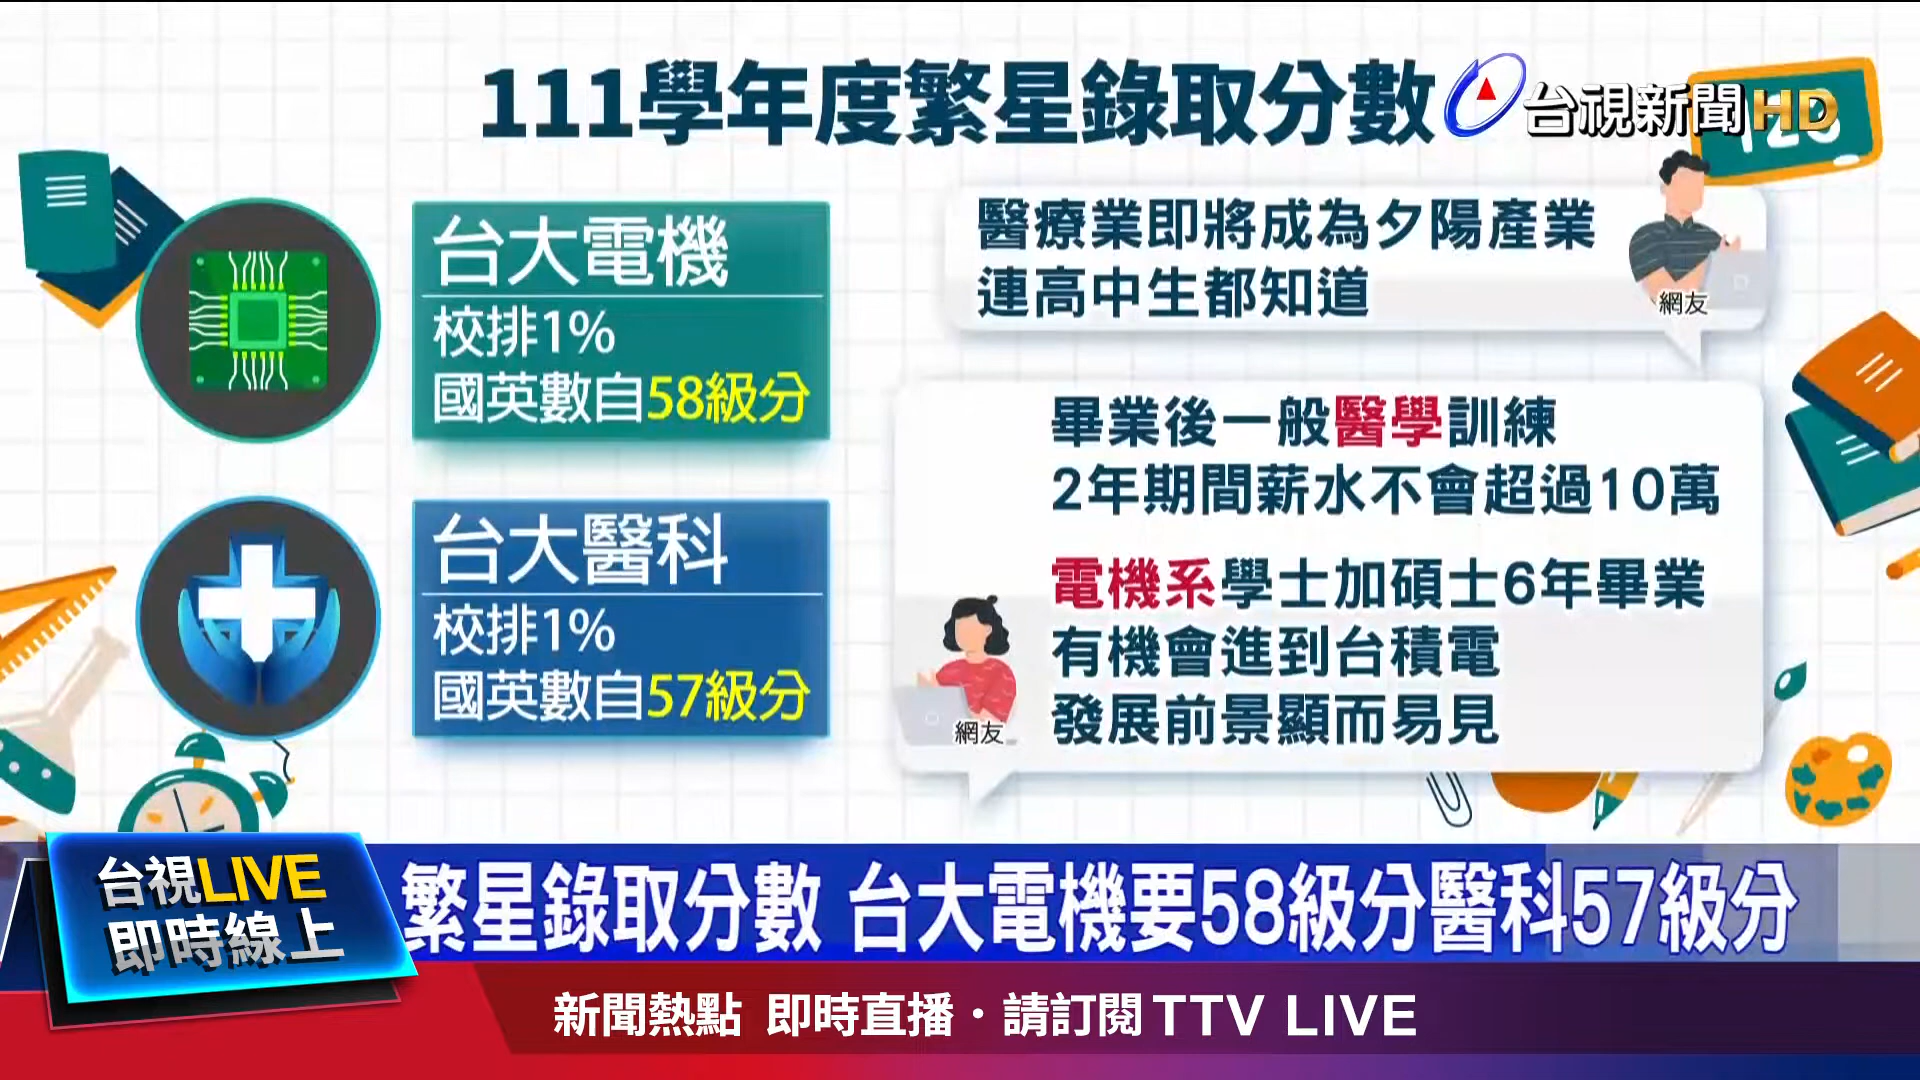 111學年度繁星錄取分數
台視新聞HD
台大電機
校排1%
國英數自58級分
台大醫科
校排1%
國英數自57級分
醫療業即將成為夕陽產業
連高中生都知道
網友
畢業後一般醫學訓練
2年期間薪水不會超過10萬
電機系學士加碩士6年畢業
有機會進到台積電
發展前景顯而易見
網友
台視LIVE
即時線上
繁星錄取分數 台大電機要58級分醫科57級分
新聞熱點 即時直播・請訂閱TTV LIVE